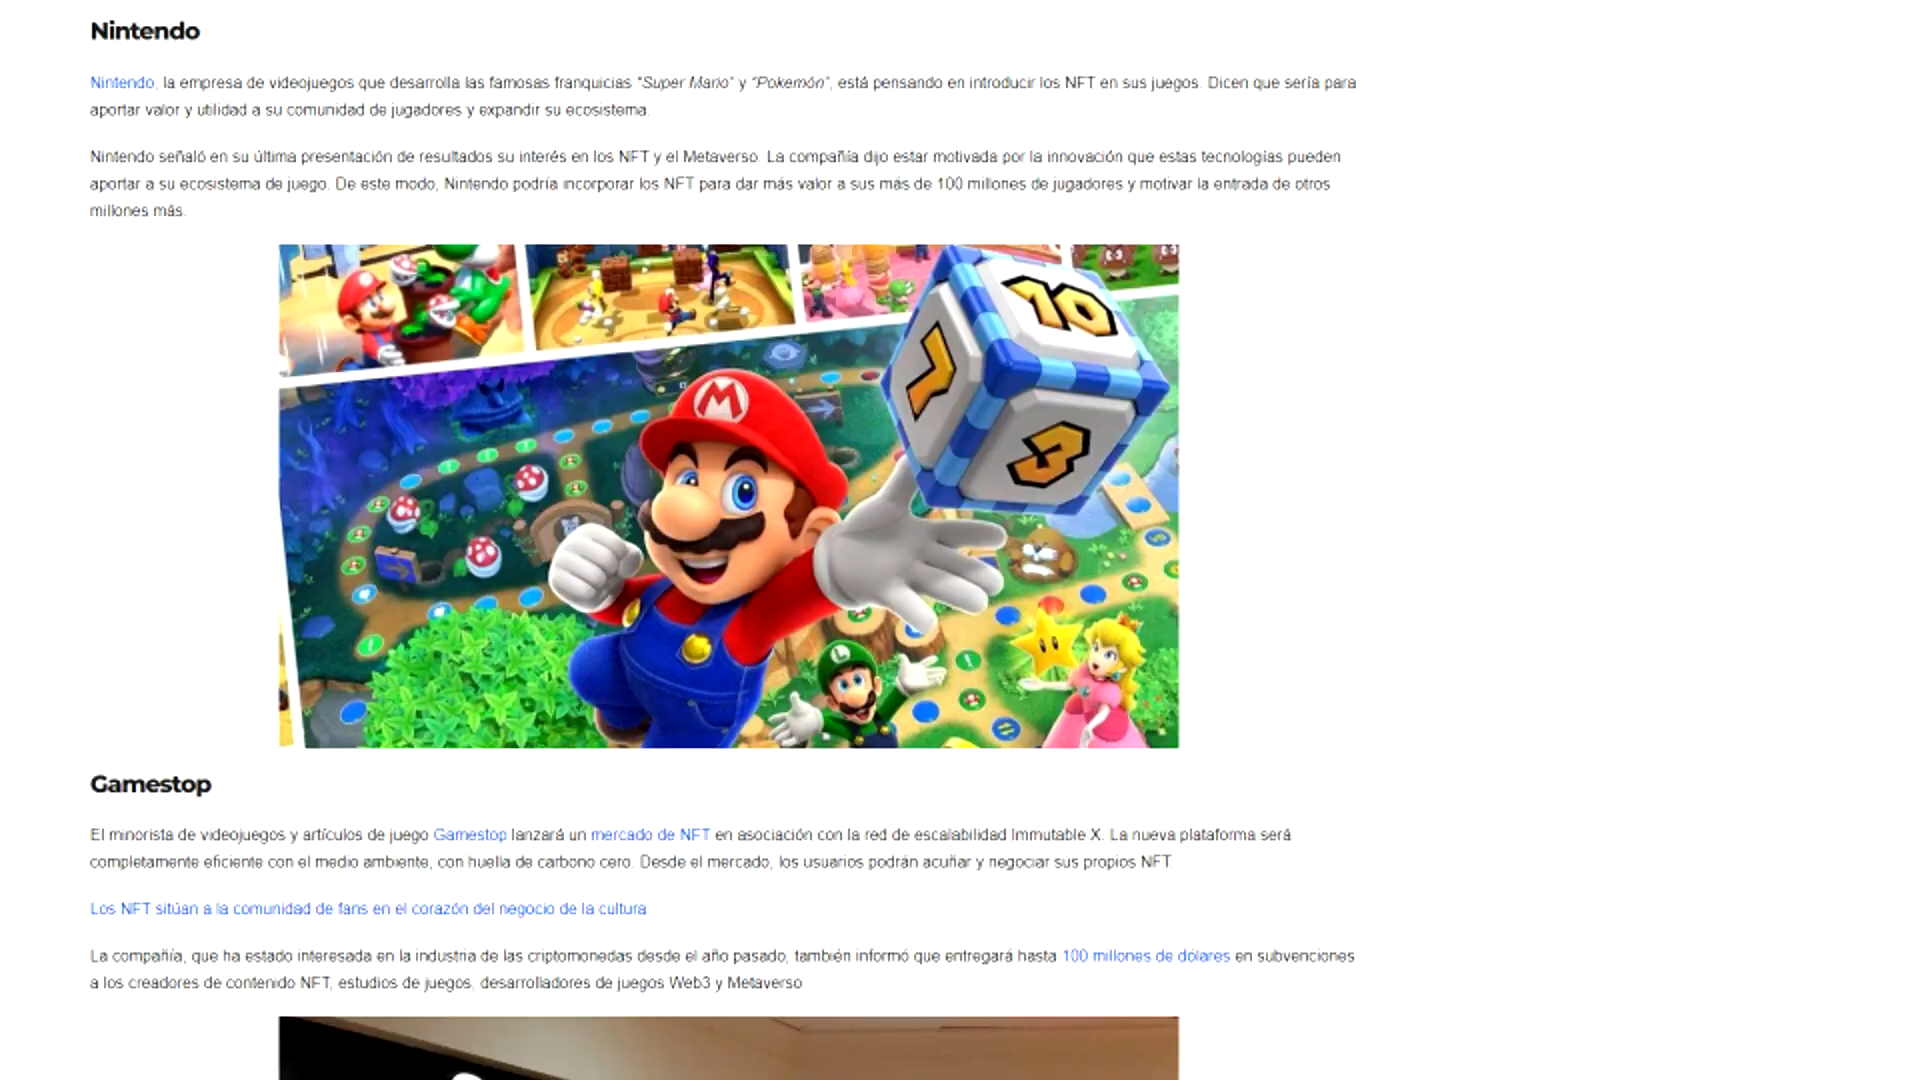 Nintendo
Nintendo, la empresa de videojuegos que desarrolla las famosas franquicias "Super Mario" y "Pokemón", está pensando en introducir los NFT en sus juegos. Dicen que sería para
aportar valor y utilidad a su comunidad de jugadores y expandir su ecosistema.
Nintendo señaló en su última presentación de resultados su interés en los NFT y el Metaverso. La compañía dijo estar motivada por la innovación que estas tecnologías pueden
aportar a su ecosistema de juego. De este modo, Nintendo podría incorporar los NFT para dar más valor a sus más de 100 millones de jugadores y motivar la entrada de otros
millones más.
10
7
3
M
L
Gamestop
El minorista de videojuegos y artículos de juego Gamestop lanzará un mercado de NFT en asociación con la red de escalabilidad Immutable X. La nueva plataforma será
completamente eficiente con el medio ambiente, con huella de carbono cero. Desde el mercado, los usuarios podrán acuñar y negociar sus propios NFT.
Los NFT sitúan a la comunidad de fans en el corazón del negocio de la cultura
La compañía, que ha estado interesada en la industria de las criptomonedas desde el año pasado, también informó que entregará hasta 100 millones de dólares en subvenciones
a los creadores de contenido NFT, estudios de juegos, desarrolladores de juegos Web3 y Metaverso